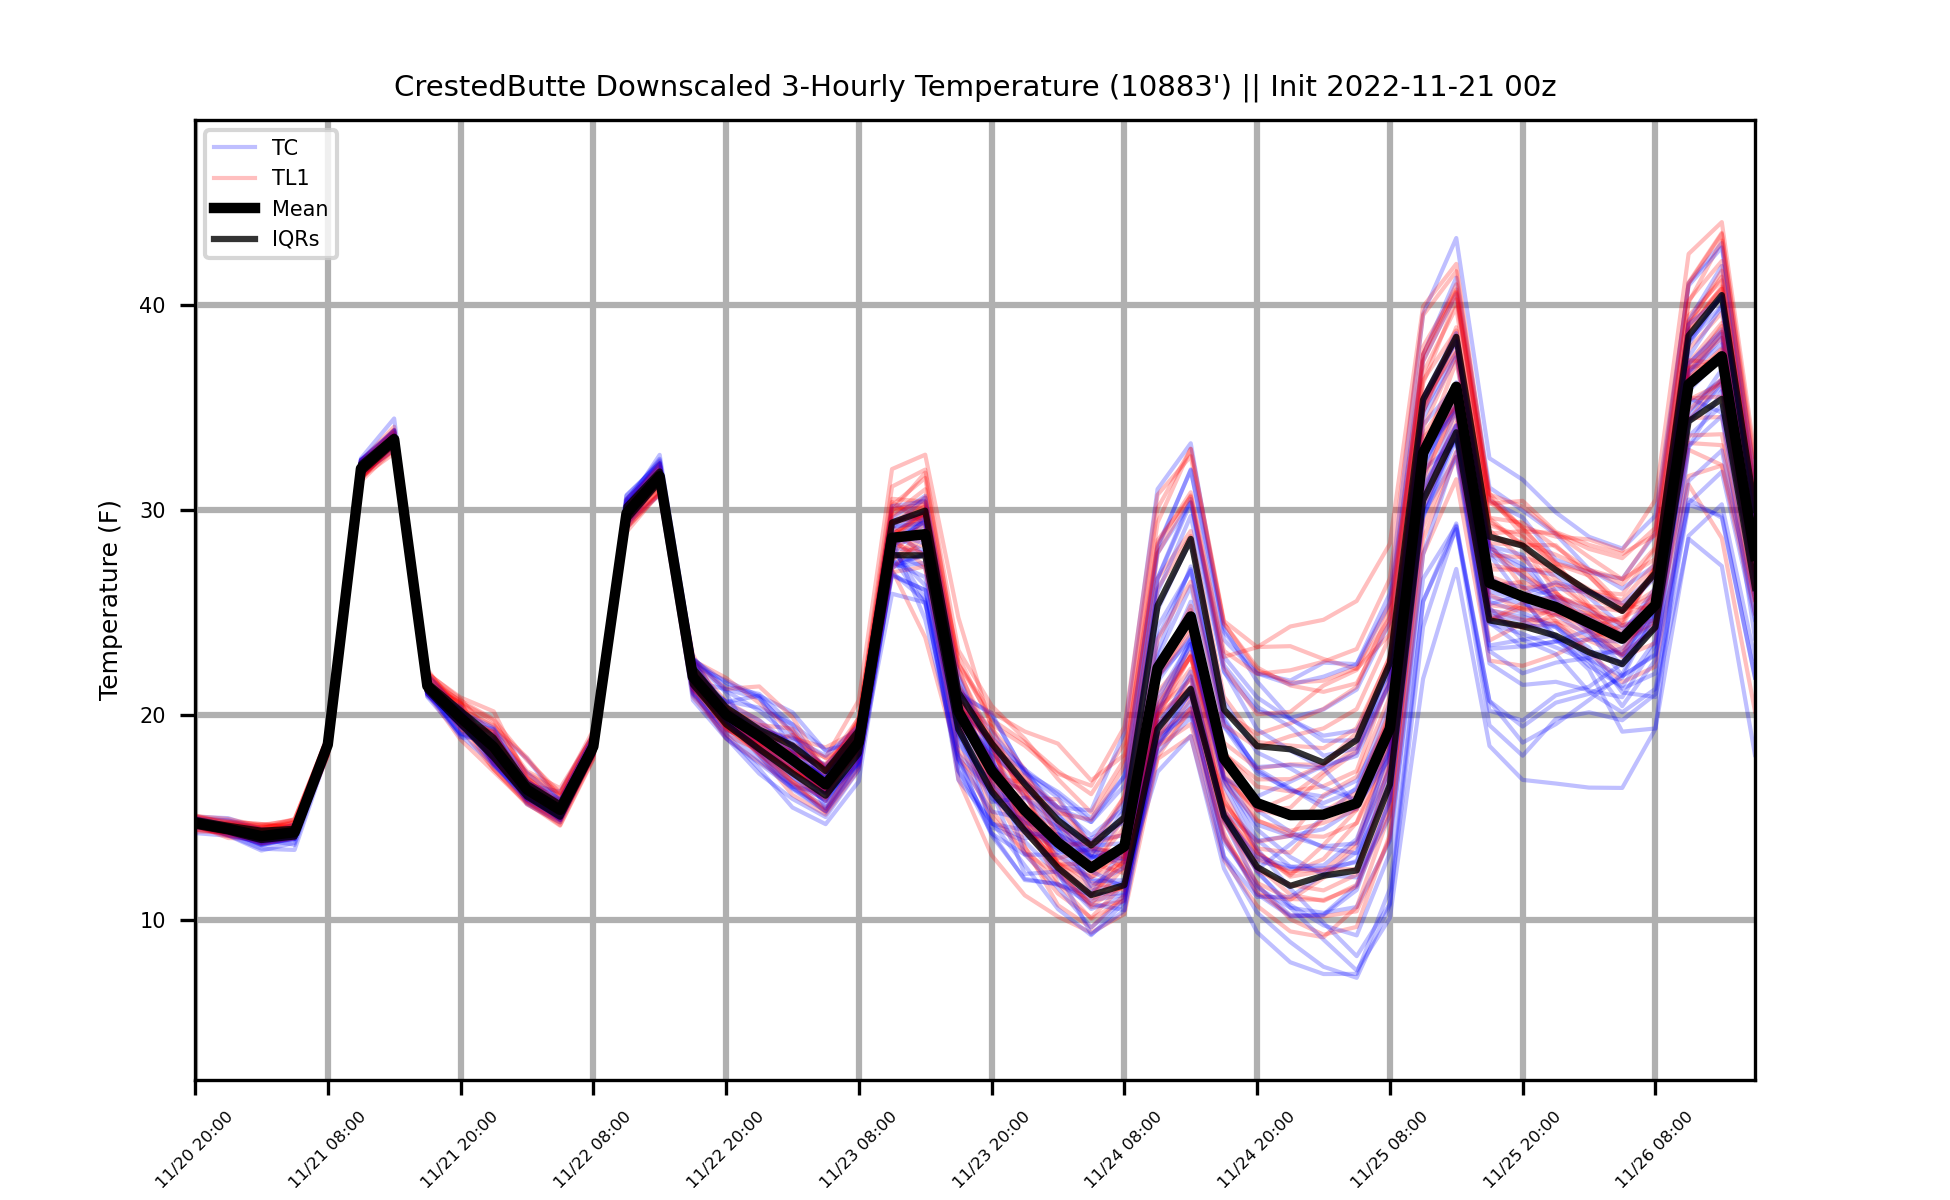 CrestedButte Downscaled 3-Hourly Temperature (10883') || Init 2022-11-21 00z
TC
TL1
Mean
IQRs
Temperature (F)
40
30
20
10
11/20 20:00
11/21 08:00
11/21 20:00
11/22 08:00
11/22 20:00
11/23 08:00
11/23 20:00
11/24 08:00
11/24 20:00
11/25 08:00
11/25 20:00
11/26 08:00